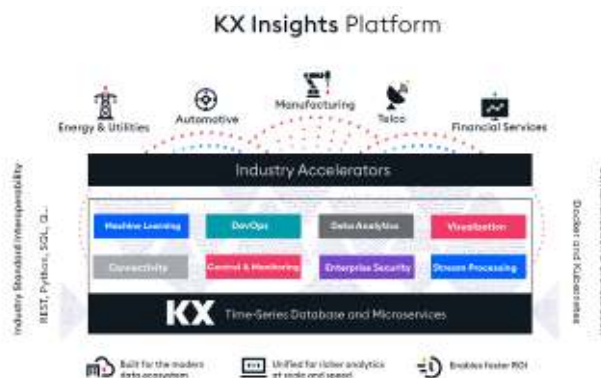 KX Insights Platform
Energy & Utilities
Automotive
Manufacturing
Telco
Financial Services
Industry Accelerators
Machine Learning
DevOps
Data Analytics
Visualization
Connectivity
Control & Monitoring
Enterprise Security
Stream Processing
KX Time-Series Database and Microservices
Industry Standard Interoperability
REST, Python, SQL, Q...
Docker and Kubernetes
Built for the modern
data ecosystem
Unified for richer analytics
at scale and speed
Enables faster ROI